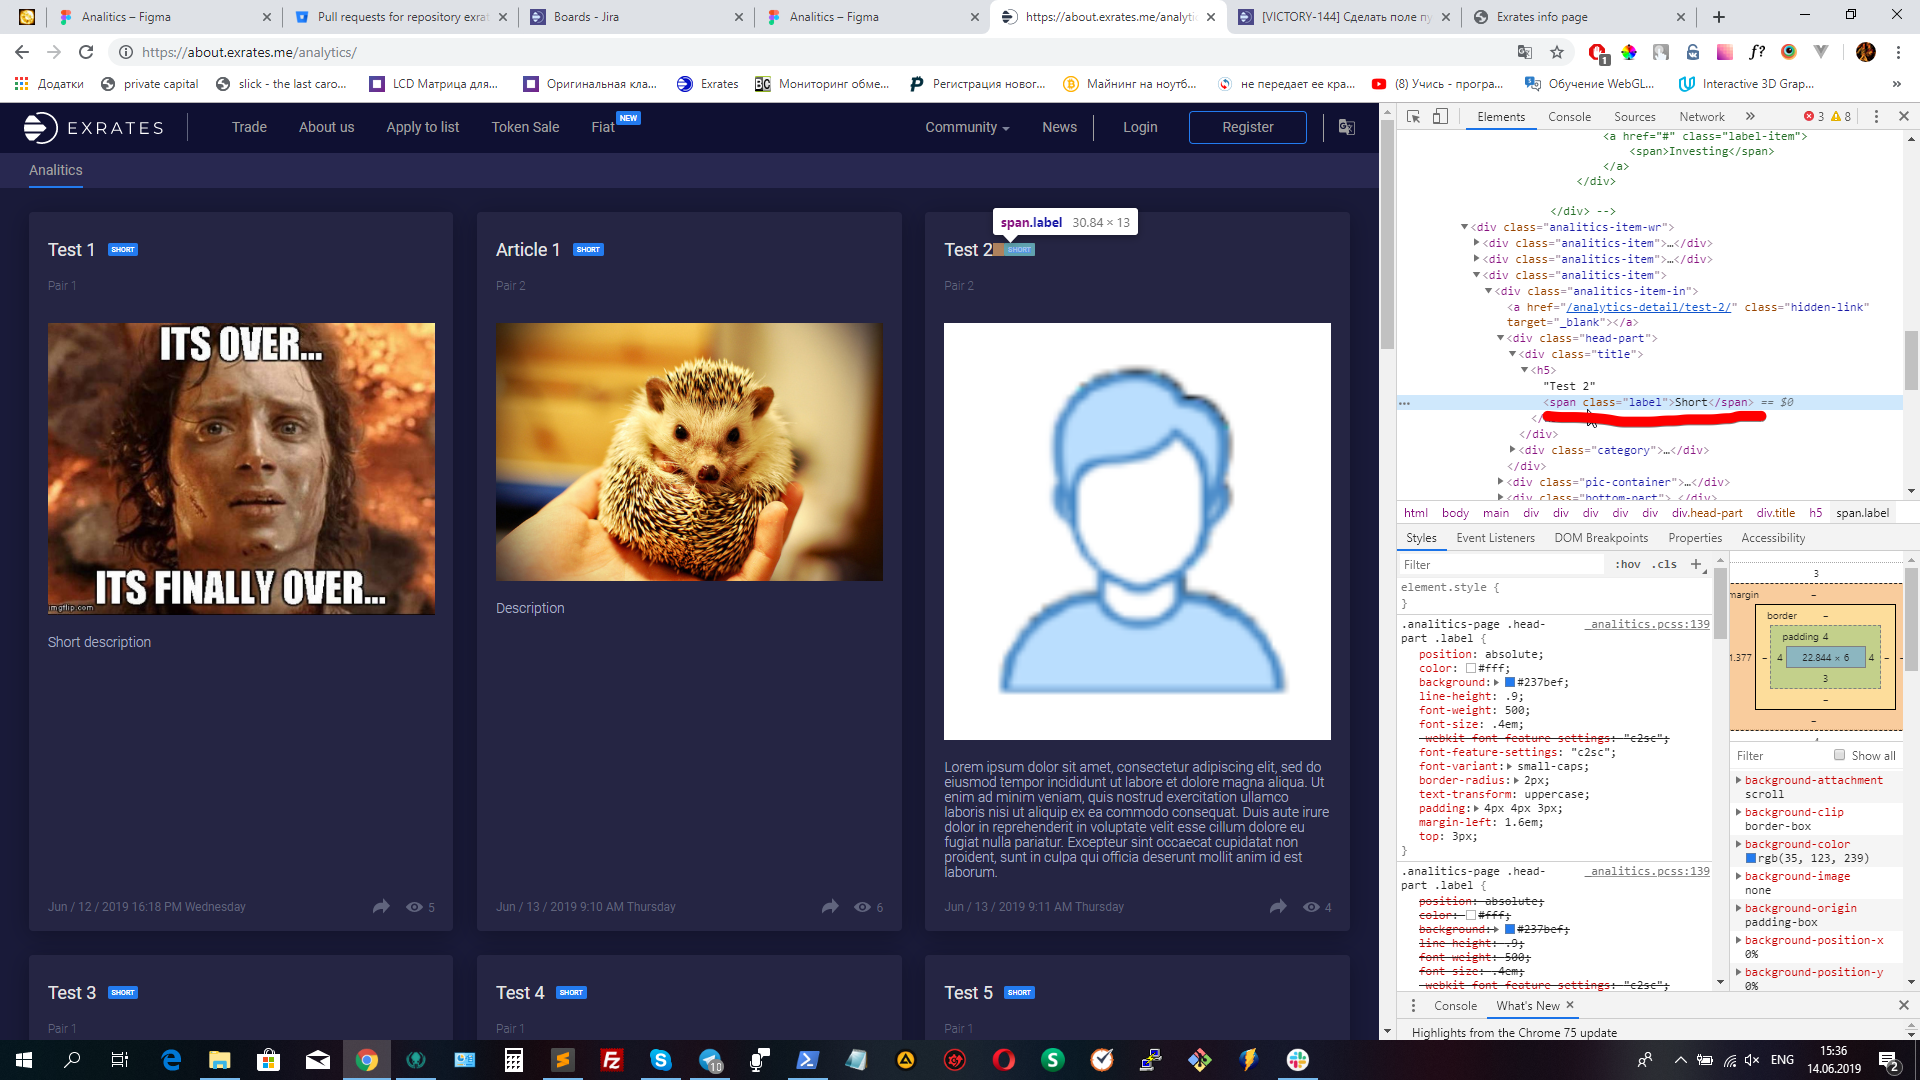 Analitics – Figma
Pull requests for repository exrat
Boards - Jira
Analitics – Figma
https://about.exrates.me/analyti
[VICTORY-144] Сделать поле пу
Exrates info page
https://about.exrates.me/analytics/
Додатки
private capital
slick - the last caro...
LCD Матрица для...
Оригинальная кла...
Exrates
Мониторинг обме...
Регистрация новог...
Майнинг на ноутб...
не передает ее кра...
(8) Учись - програ...
Обучение WebGL...
Interactive 3D Grap...
EXRATES
Trade
About us
Apply to list
Token Sale
Fiat
NEW
Community
News
Login
Register
Analitics
span.label 30.84 × 13
Test 1 SHORT
Pair 1
ITS OVER...
ITS FINALLY OVER...
imgflip.com
Short description
Jun / 12 / 2019 16:18 PM Wednesday
5
Article 1 SHORT
Pair 2
Description
Jun / 13 / 2019 9:10 AM Thursday
6
Test 2 SHORT
Pair 2
Lorem ipsum dolor sit amet, consectetur adipiscing elit, sed do
eiusmod tempor incididunt ut labore et dolore magna aliqua. Ut
enim ad minim veniam, quis nostrud exercitation ullamco
laboris nisi ut aliquip ex ea commodo consequat. Duis aute irure
dolor in reprehenderit in voluptate velit esse cillum dolore eu
fugiat nulla pariatur. Excepteur sint occaecat cupidatat non
proident, sunt in culpa qui officia deserunt mollit anim id est
laborum.
Jun / 13 / 2019 9:11 AM Thursday
4
Test 3 SHORT
Pair 1
Test 4 SHORT
Pair 1
Test 5 SHORT
Pair 1
Elements
Console
Sources
Network
»
3
8
<a href="#" class="label-item">
<span>Investing</span>
</a>
</div>
</div> -->
<div class="analitics-item-wr">
<div class="analitics-item">…</div>
<div class="analitics-item">…</div>
<div class="analitics-item">
<div class="analitics-item-in">
<a href="/analytics-detail/test-2/" class="hidden-link"
target="_blank"></a>
<div class="head-part">
<div class="title">
<h5>
"Test 2"
<span class="label">Short</span> == $0
</div>
<div class="category">…</div>
</div>
<div class="pic-container">…</div>
<div class="bottom-part">…</div>
html body main div div div div div div.head-part div.title h5 span.label
Styles
Event Listeners
DOM Breakpoints
Properties
Accessibility
Filter
:hov
.cls
+
element.style {
}
.analitics-page .head- _analitics.pcss:139
part .label {
position: absolute;
color: #fff;
background: #237bef;
line-height: .9;
font-weight: 500;
font-size: .4em;
-webkit-font-feature-settings: "c2sc";
font-feature-settings: "c2sc";
font-variant: small-caps;
border-radius: 2px;
text-transform: uppercase;
padding: 4px 4px 3px;
margin-left: 1.6em;
top: 3px;
}
.analitics-page .head- _analitics.pcss:139
part .label {
position: absolute;
color: #fff;
background: #237bef;
line-height: .9;
font-weight: 500;
font-size: .4em;
-webkit-font-feature-settings: "c2sc";
3
margin –
border –
padding 4
1.377 – 4 22.844 × 6 4 – –
3
–
–
Filter
Show all
background-attachment
scroll
background-clip
border-box
background-color
rgb(35, 123, 239)
background-image
none
background-origin
padding-box
background-position-x
0%
background-position-y
0%
Console
What's New
Highlights from the Chrome 75 update
10
ENG
15:36
14.06.2019
2